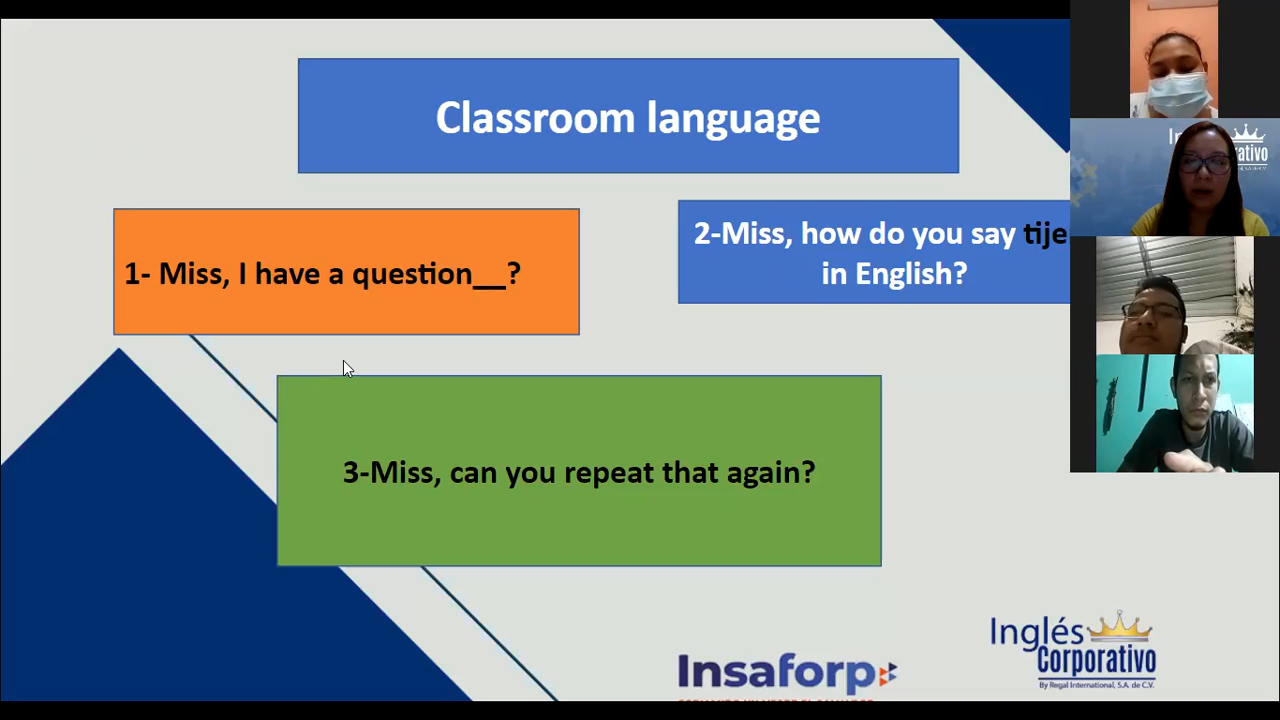 Classroom language
1- Miss, I have a question__?
2-Miss, how do you say tije
in English?
3-Miss, can you repeat that again?
Inglés
Corporativo
By Regal International, S.A. de C.V.
Insaforp